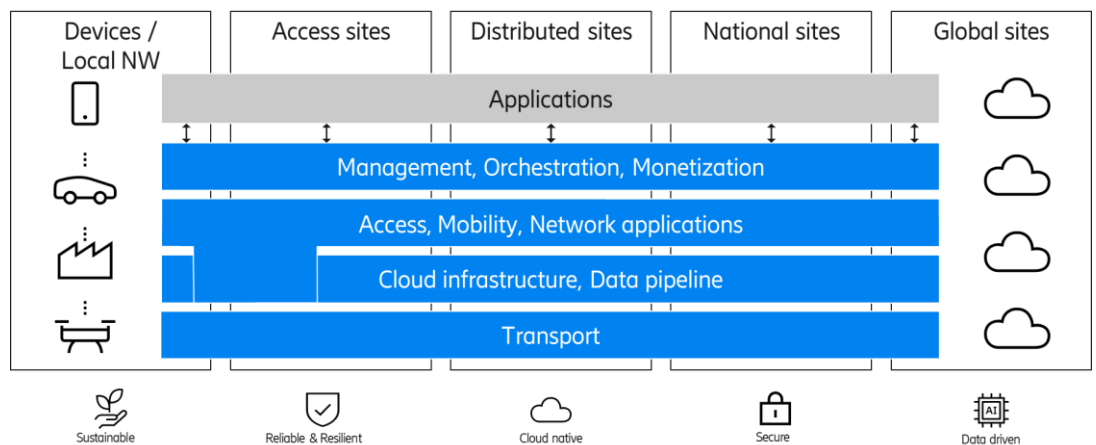 Devices /
Local NW
Access sites
Distributed sites
National sites
Global sites
Applications
Management, Orchestration, Monetization
Access, Mobility, Network applications
Cloud infrastructure, Data pipeline
Transport
Sustainable
Reliable & Resilient
Cloud native
Secure
AI
Data driven